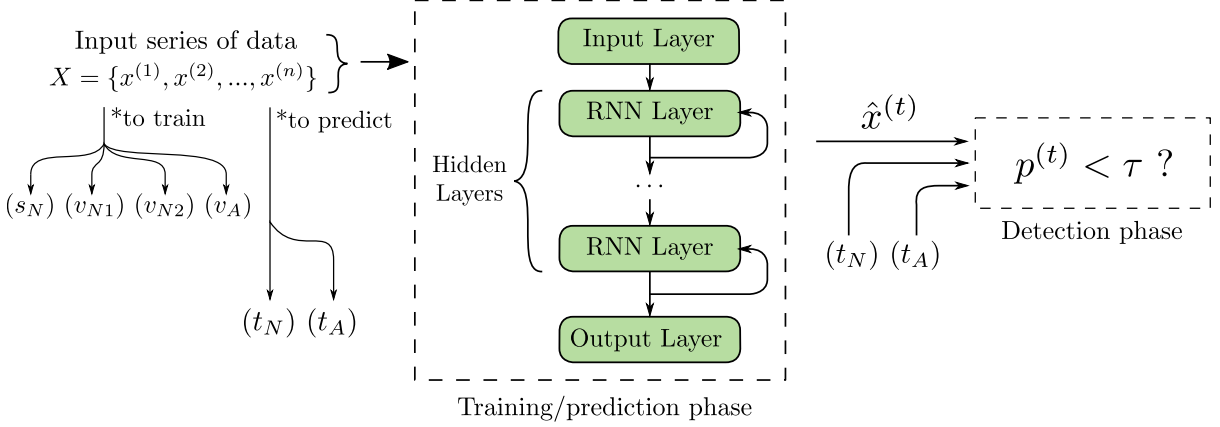 Input series of data
X = {x^(1), x^(2), ..., x^(n)}
*to train
*to predict
(s_N) (v_N1) (v_N2) (v_A)
(t_N) (t_A)
Input Layer
RNN Layer
Hidden
Layers
...
RNN Layer
Output Layer
Training/prediction phase
x̂^(t)
p^(t) < τ ?
(t_N) (t_A)
Detection phase